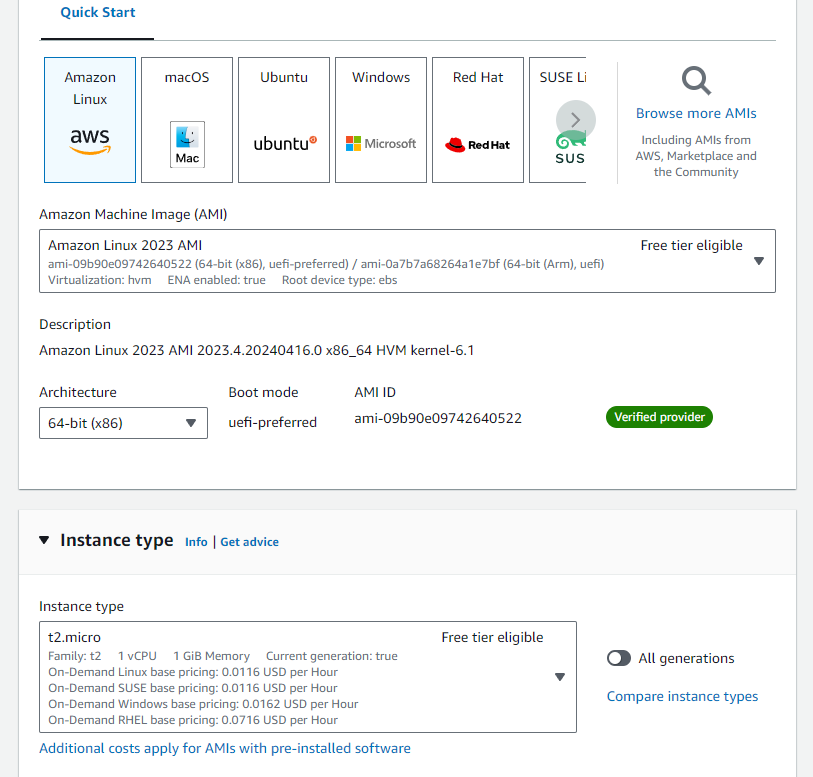 Quick Start
Amazon Linux
aws
macOS
Mac
Ubuntu
ubuntu
Windows
Microsoft
Red Hat
Red Hat
SUSE Li
SUS
Browse more AMIs
Including AMIs from
AWS, Marketplace and
the Community
Amazon Machine Image (AMI)
Amazon Linux 2023 AMI Free tier eligible
ami-09b90e09742640522 (64-bit (x86), uefi-preferred) / ami-0a7b7a68264a1e7bf (64-bit (Arm), uefi)
Virtualization: hvm ENA enabled: true Root device type: ebs
Description
Amazon Linux 2023 AMI 2023.4.20240416.0 x86_64 HVM kernel-6.1
Architecture Boot mode AMI ID
64-bit (x86) uefi-preferred ami-09b90e09742640522 Verified provider
Instance type Info | Get advice
Instance type
t2.micro Free tier eligible
Family: t2 1 vCPU 1 GiB Memory Current generation: true
On-Demand Linux base pricing: 0.0116 USD per Hour
On-Demand SUSE base pricing: 0.0116 USD per Hour
On-Demand Windows base pricing: 0.0162 USD per Hour
On-Demand RHEL base pricing: 0.0716 USD per Hour
All generations
Compare instance types
Additional costs apply for AMIs with pre-installed software